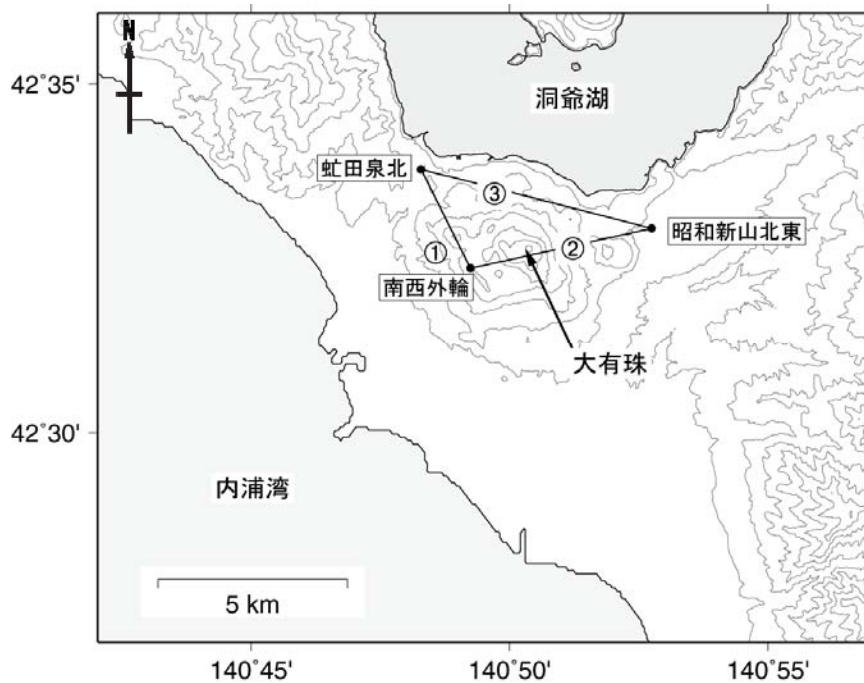 N
42˚35'
洞爺湖
虻田泉北
③
昭和新山北東
①
②
南西外輪
大有珠
42˚30'
内浦湾
5 km
140˚45'
140˚50'
140˚55'